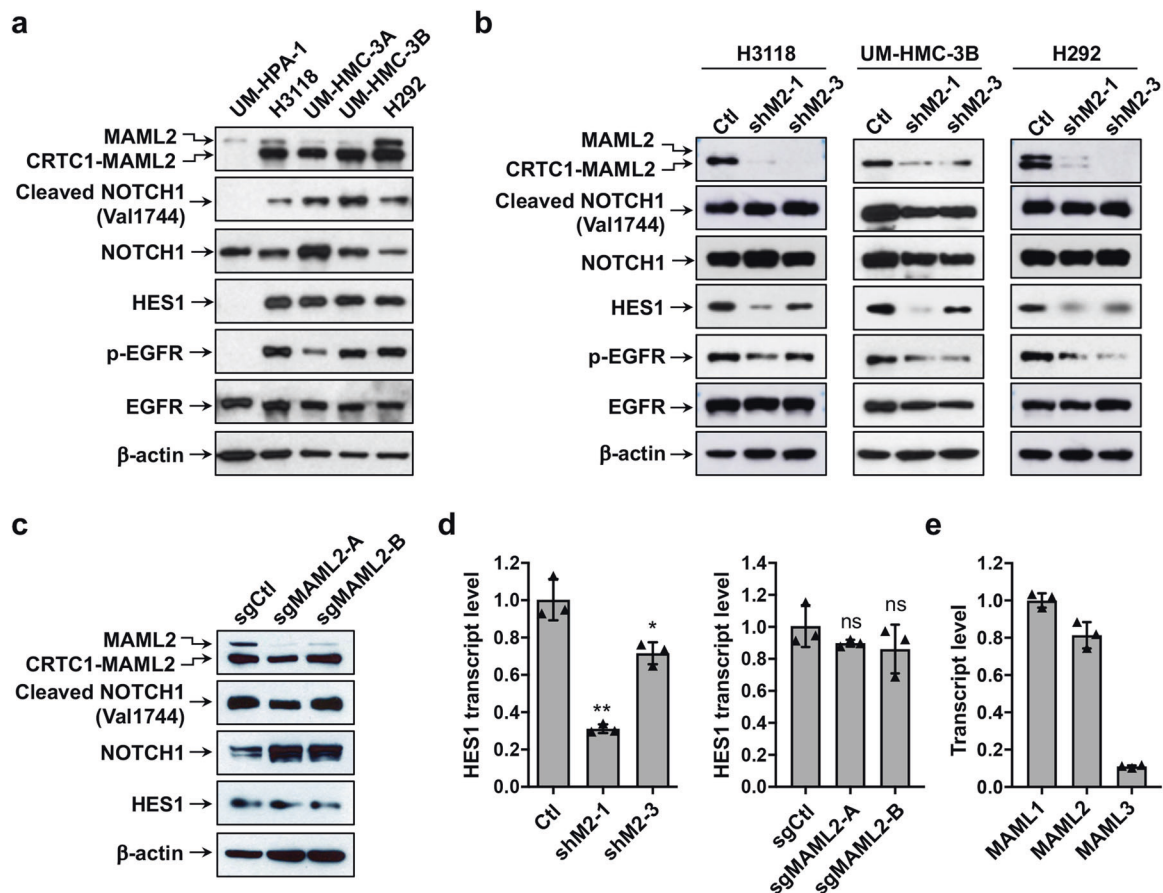 a
UM-HPA-1
H3118
UM-HMC-3A
UM-HMC-3B
H292
MAML2
CRTC1-MAML2
Cleaved NOTCH1
(Val1744)
NOTCH1
HES1
p-EGFR
EGFR
β-actin
b
H3118
UM-HMC-3B
H292
Ctl
shM2-1
shM2-3
Ctl
shM2-1
shM2-3
Ctl
shM2-1
shM2-3
MAML2
CRTC1-MAML2
Cleaved NOTCH1
(Val1744)
NOTCH1
HES1
p-EGFR
EGFR
β-actin
c
sgCtl
sgMAML2-A
sgMAML2-B
MAML2
CRTC1-MAML2
Cleaved NOTCH1
(Val1744)
NOTCH1
HES1
β-actin
d
HES1 transcript level
1.2
1.0
0.8
0.6
0.4
0.2
0.0
**
*
Ctl
shM2-1
shM2-3
HES1 transcript level
1.4
1.2
1.0
0.8
0.6
0.4
0.2
0.0
ns
ns
sgCtl
sgMAML2-A
sgMAML2-B
e
Transcript level
1.2
1.0
0.8
0.6
0.4
0.2
0.0
MAML1
MAML2
MAML3